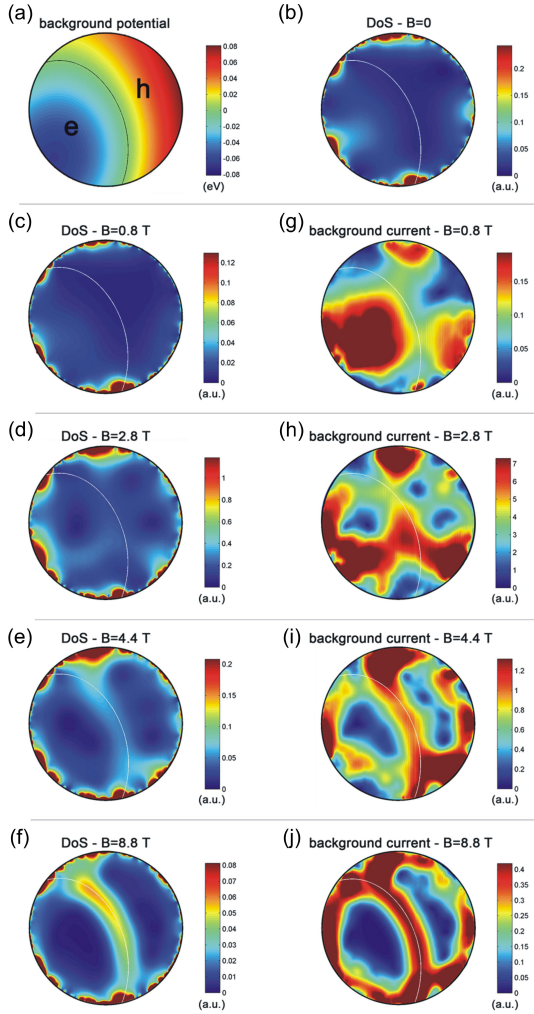 (a)
background potential
e
h
0.08
0.06
0.04
0.02
0
-0.02
-0.04
-0.06
-0.08
(eV)
(b)
DoS - B=0
0.2
0.15
0.1
0.05
0
(a.u.)
(c)
DoS - B=0.8 T
0.12
0.1
0.08
0.06
0.04
0.02
0
(a.u.)
(g)
background current - B=0.8 T
0.15
0.1
0.05
0
(a.u.)
(d)
DoS - B=2.8 T
1
0.8
0.6
0.4
0.2
0
(a.u.)
(h)
background current - B=2.8 T
7
6
5
4
3
2
1
0
(a.u.)
(e)
DoS - B=4.4 T
0.2
0.15
0.1
0.05
0
(a.u.)
(i)
background current - B=4.4 T
1.2
1
0.8
0.6
0.4
0.2
0
(a.u.)
(f)
DoS - B=8.8 T
0.08
0.07
0.06
0.05
0.04
0.03
0.02
0.01
0
(a.u.)
(j)
background current - B=8.8 T
0.4
0.35
0.3
0.25
0.2
0.15
0.1
0.05
0
(a.u.)